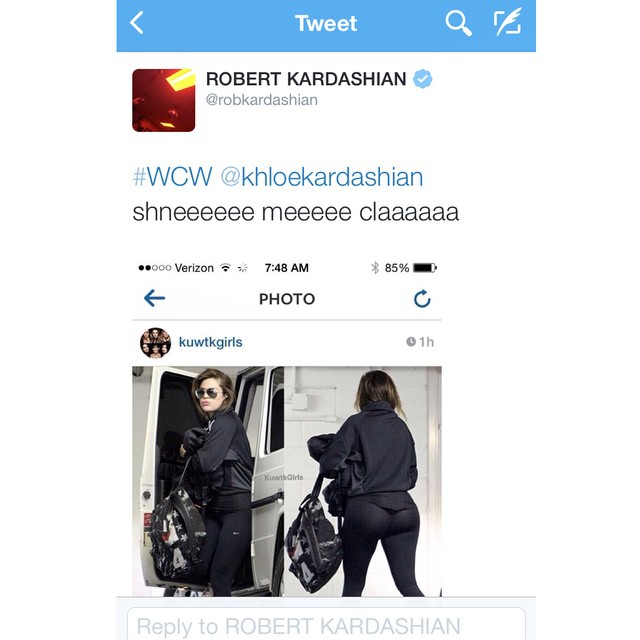 Tweet
ROBERT KARDASHIAN
@robkardashian
#WCW @khloekardashian
shneeeeee meeeee claaaaaa
Verizon 7:48 AM 85%
PHOTO
kuwtkgirls 1h
KuwtkGirls
Reply to ROBERT KARDASHIAN